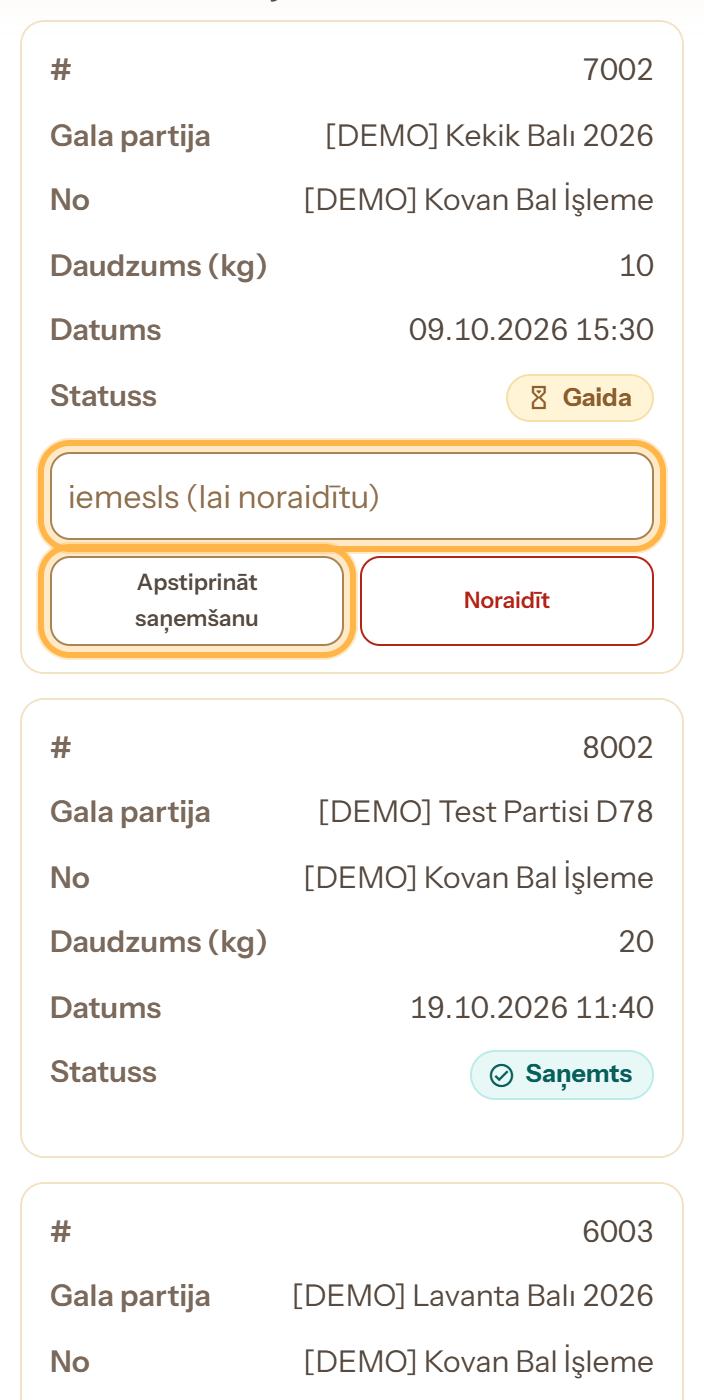 # 7002
Gala partija [DEMO] Kekik Balı 2026
No [DEMO] Kovan Bal İşleme
Daudzums (kg) 10
Datums 09.10.2026 15:30
Statuss Gaida
iemesls (lai noraidītu)
Apstiprināt
saņemšanu
Noraidīt
# 8002
Gala partija [DEMO] Test Partisi D78
No [DEMO] Kovan Bal İşleme
Daudzums (kg) 20
Datums 19.10.2026 11:40
Statuss Saņemts
# 6003
Gala partija [DEMO] Lavanta Balı 2026
No [DEMO] Kovan Bal İşleme